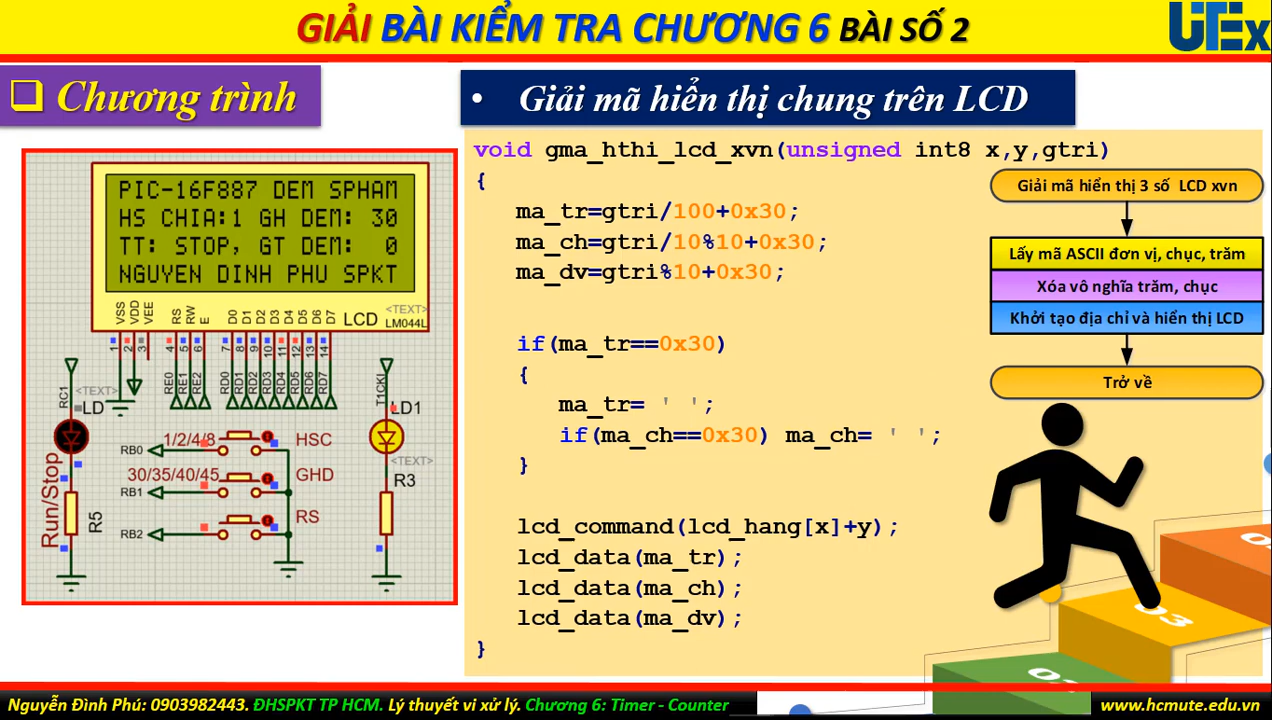 GIẢI BÀI KIỂM TRA CHƯƠNG 6 BÀI SỐ 2
UTEx
Chương trình
• Giải mã hiển thị chung trên LCD
PIC-16F887 DEM SPHAM
HS CHIA:1 GH DEM: 30
TT: STOP, GT DEM: 0
NGUYEN DINH PHU SPKT
VSS VDD VEE RS RW E D0 D1 D2 D3 D4 D5 D6 D7
LCD
<TEXT>
LM044L
1 2 3 4 5 6 7 8 9 10 11 12 13 14
RE0 RE1 RE2 RD0 RD1 RD2 RD3 RD4 RD5 RD6 RD7
RC1
<TEXT>
LD
T1CKI
LD1
<TEXT>
R3
Run/Stop
R5
1/2/4/8
HSC
RB0
30/35/40/45
GHD
RB1
RS
RB2
void gma_hthi_lcd_xvn(unsigned int8 x,y,gtri)
{
ma_tr=gtri/100+0x30;
ma_ch=gtri/10%10+0x30;
ma_dv=gtri%10+0x30;
if(ma_tr==0x30)
{
ma_tr= ' ';
if(ma_ch==0x30) ma_ch= ' ';
}
lcd_command(lcd_hang[x]+y);
lcd_data(ma_tr);
lcd_data(ma_ch);
lcd_data(ma_dv);
}
Giải mã hiển thị 3 số LCD xvn
Lấy mã ASCII đơn vị, chục, trăm
Xóa vô nghĩa trăm, chục
Khởi tạo địa chỉ và hiển thị LCD
Trở về
03
Nguyễn Đình Phú: 0903982443. ĐHSPKT TP HCM. Lý thuyết vi xử lý. Chương 6: Timer - Counter
www.hcmute.edu.vn